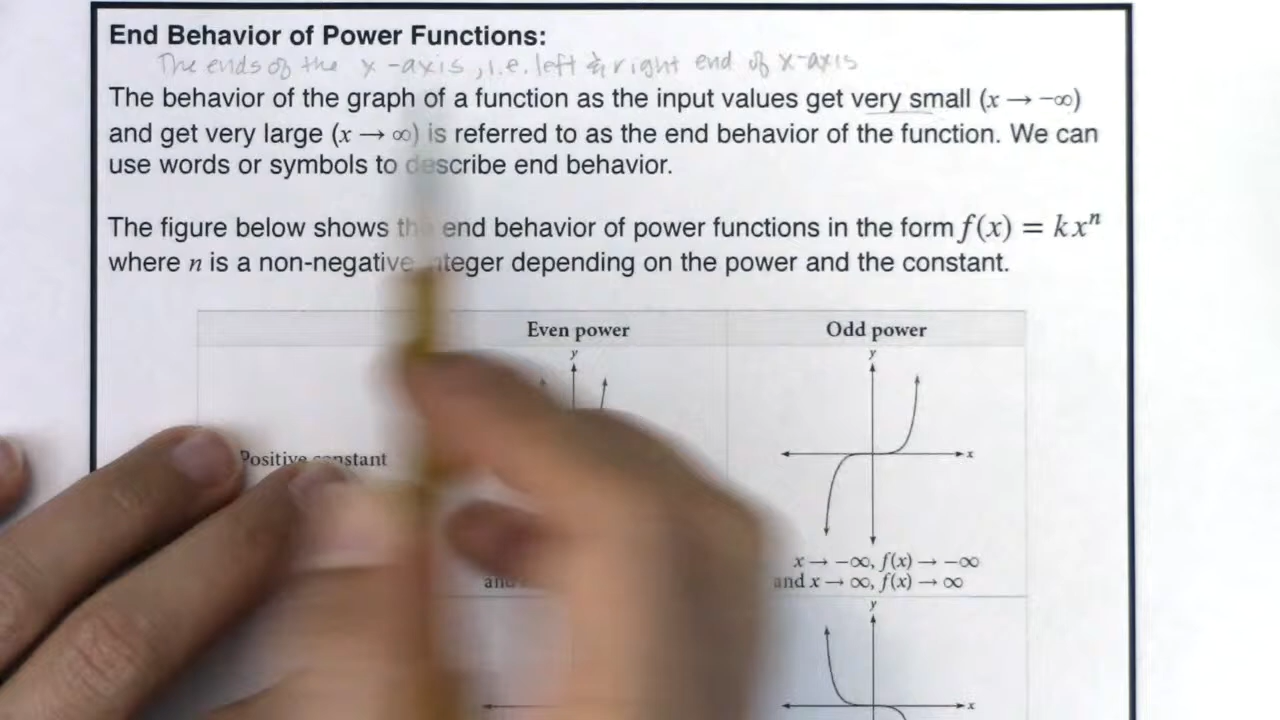 End Behavior of Power Functions:
The ends of the x-axis, i.e. left & right end of x-axis
The behavior of the graph of a function as the input values get very small (x → −∞)
and get very large (x → ∞) is referred to as the end behavior of the function. We can
use words or symbols to describe end behavior.
The figure below shows the end behavior of power functions in the form f(x) = kxⁿ
where n is a non-negative integer depending on the power and the constant.
Even power Odd power
y y
x
Positive constant
x → −∞, f(x) → −∞
and and x → ∞, f(x) → ∞
y
x